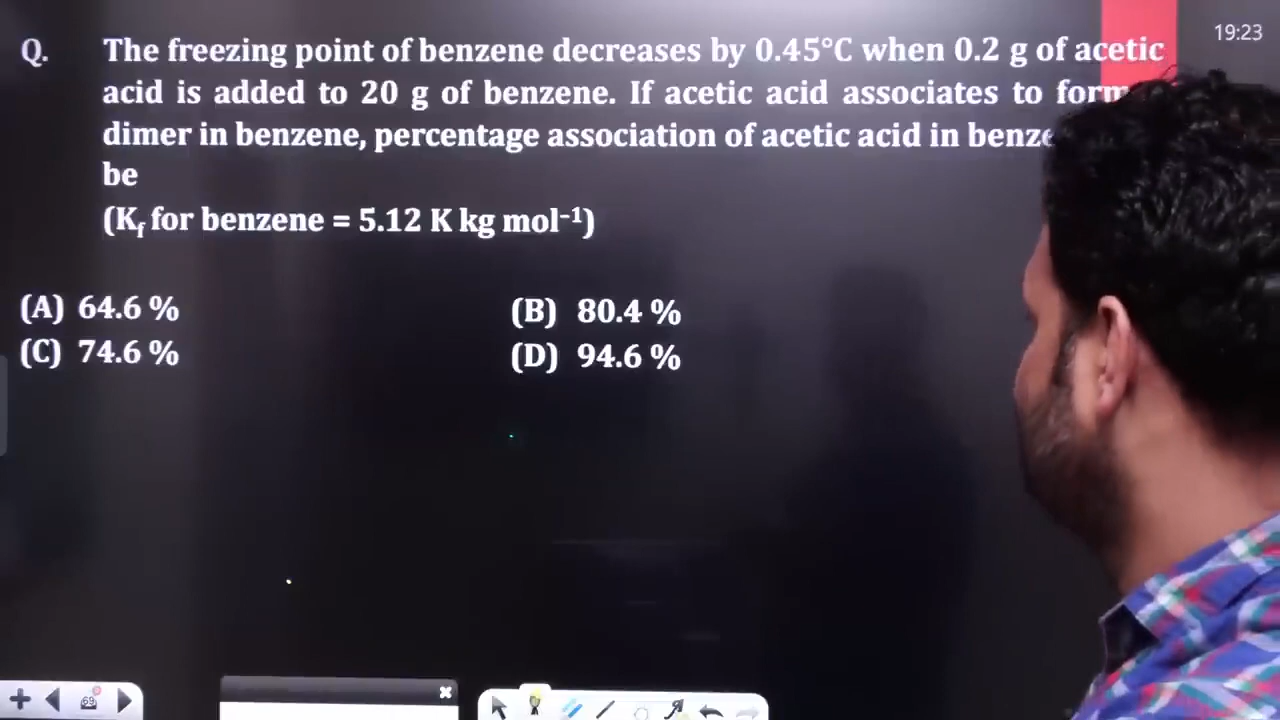 19:23
Q. The freezing point of benzene decreases by 0.45°C when 0.2 g of acetic
acid is added to 20 g of benzene. If acetic acid associates to form
dimer in benzene, percentage association of acetic acid in
be
(Kf for benzene = 5.12 K kg mol⁻¹)
(A) 64.6 % (B) 80.4 %
(C) 74.6 % (D) 94.6 %
69